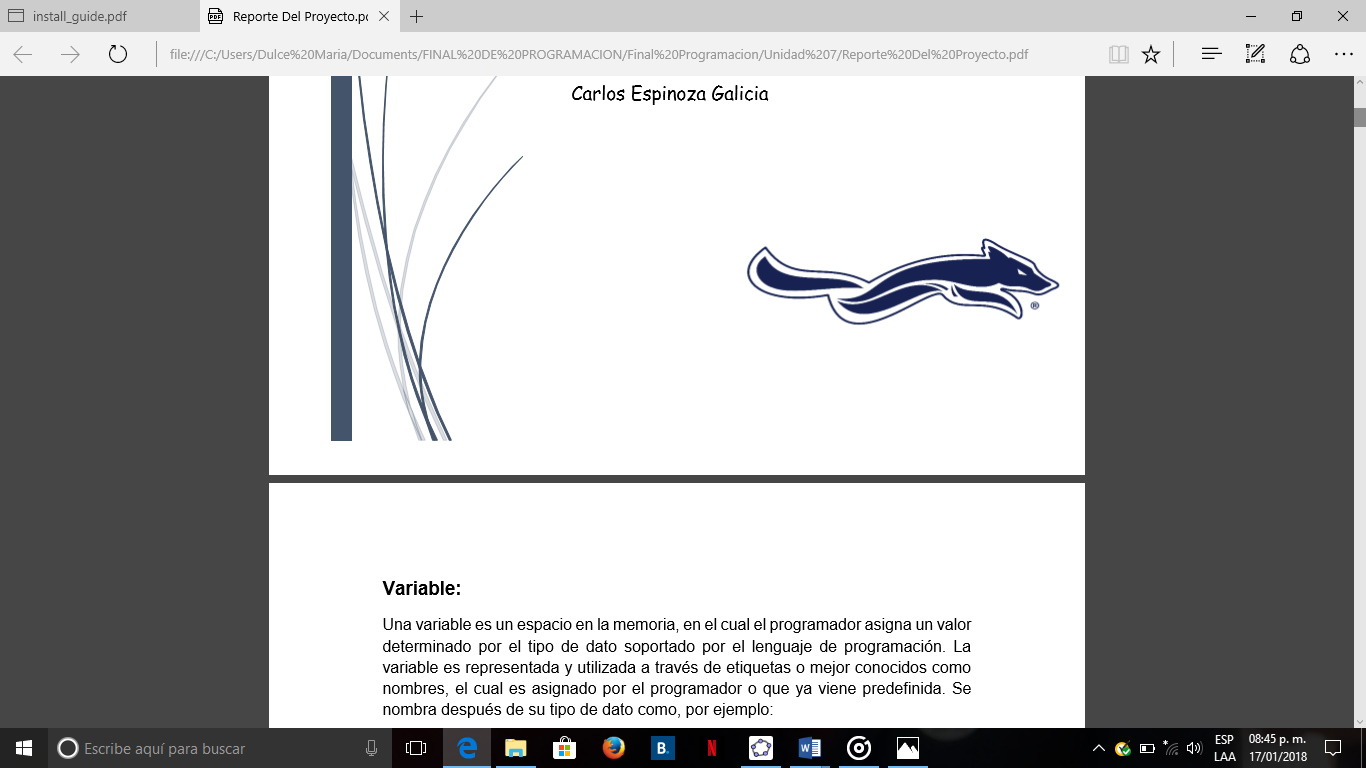 install_guide.pdf
Reporte Del Proyecto.pc
file:///C:/Users/Dulce%20Maria/Documents/FINAL%20DE%20PROGRAMACION/Final%20Programacion/Unidad%207/Reporte%20Del%20Proyecto.pdf
Carlos Espinoza Galicia
®
Variable:
Una variable es un espacio en la memoria, en el cual el programador asigna un valor
determinado por el tipo de dato soportado por el lenguaje de programación. La
variable es representada y utilizada a través de etiquetas o mejor conocidos como
nombres, el cual es asignado por el programador o que ya viene predefinida. Se
nombra después de su tipo de dato como, por ejemplo:
Escribe aquí para buscar
B.
N
W
ESP
LAA
08:45 p. m.
17/01/2018